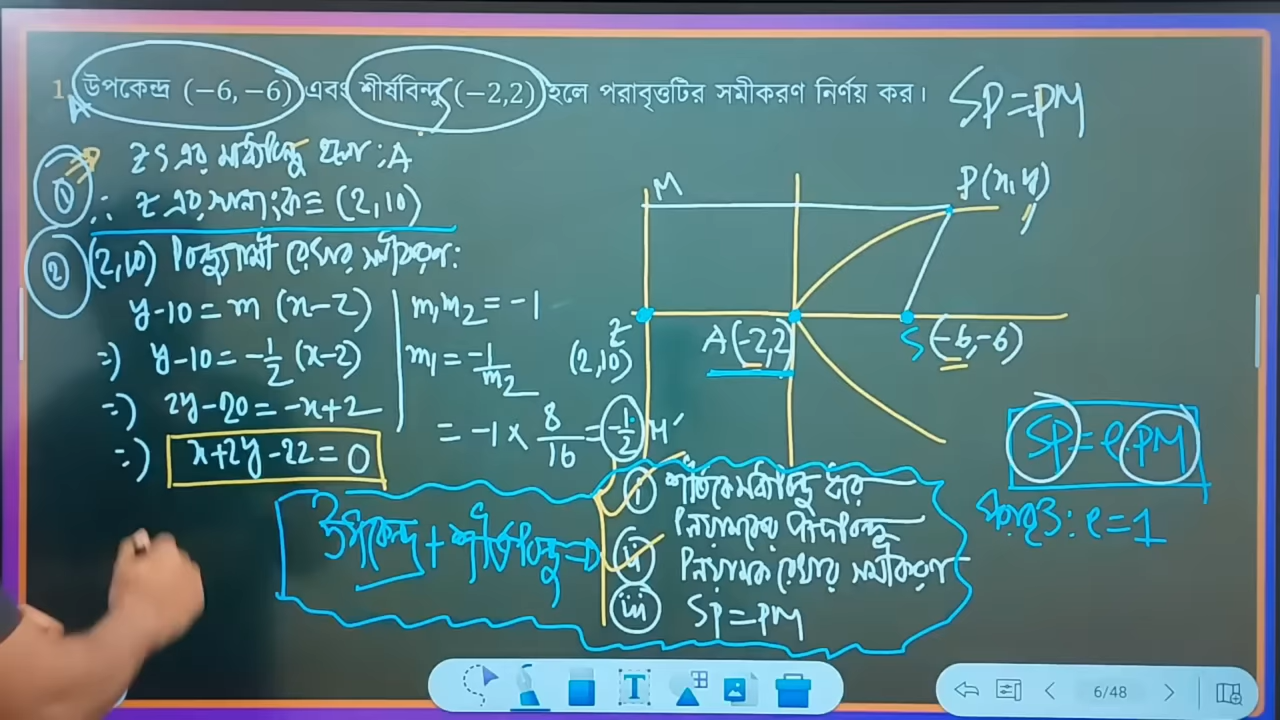 1. উপকেন্দ্র (−6, −6) এবং শীর্ষবিন্দু (−2,2) হলে পরাবৃত্তটির সমীকরণ নির্ণয় কর।
A
SP=PM
① ZS এর মধ্যবিন্দু হলো ; A
∴ Z এর স্থানাংক ≡ (2,10)
② (2,10) বিন্দুগামী রেখার সমীকরণ:
y-10 = m (x-2)
=) y-10 = -1/2 (x-2)
=) 2y-20 = -x+2
=) x+2y-22=0
m₁m₂ = -1
m₁ = -1/m₂
= -1 × 8/16 = -1/2
M
P(x,y)
Z
(2,10)
A(-2,2)
S (-6,-6)
M'
SP = e.PM
পরাবৃত্ত: e=1
উপকেন্দ্র + শীর্ষবিন্দু ⇒
i শীর্ষকে মধ্যবিন্দু ধরে
নিয়ামকের পাদবিন্দু
ii নিয়ামক রেখার সমীকরণ
iii SP=PM
T
6/48